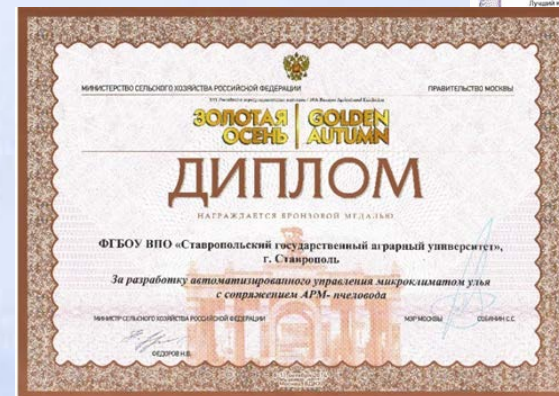 Лучший
МИНИСТЕРСТВО СЕЛЬСКОГО ХОЗЯЙСТВА РОССИЙСКОЙ ФЕДЕРАЦИИ
ПРАВИТЕЛЬСТВО МОСКВЫ
ЗОЛОТАЯ ОСЕНЬ
GOLDEN AUTUMN
ДИПЛОМ
НАГРАЖДАЕТСЯ БРОНЗОВОЙ МЕДАЛЬЮ
ФГБОУ ВПО «Ставропольский государственный аграрный университет»,
г. Ставрополь
За разработку автоматизированного управления микроклиматом улья
с сопряжением АРМ- пчеловода
МИНИСТР СЕЛЬСКОГО ХОЗЯЙСТВА РОССИЙСКОЙ ФЕДЕРАЦИИ
МЭР МОСКВЫ
СОБЯНИН С.С.
ФЕДОРОВ Н.В.